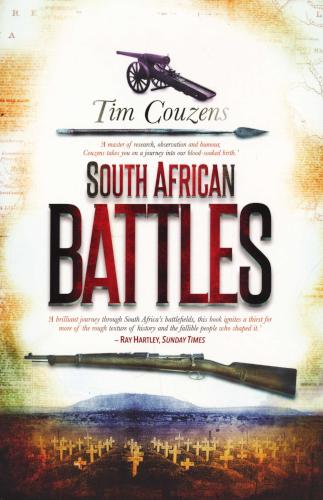 Tim Couzens
'A master of research, observation and humour,
Couzens takes you on a journey into our blood-soaked birth.'
SOUTH AFRICAN
BATTLES
'A brilliant journey through South Africa's battlefields, this book ignites a thirst for
more of the rough texture of history and the fallible people who shaped it.'
– RAY HARTLEY, SUNDAY TIMES